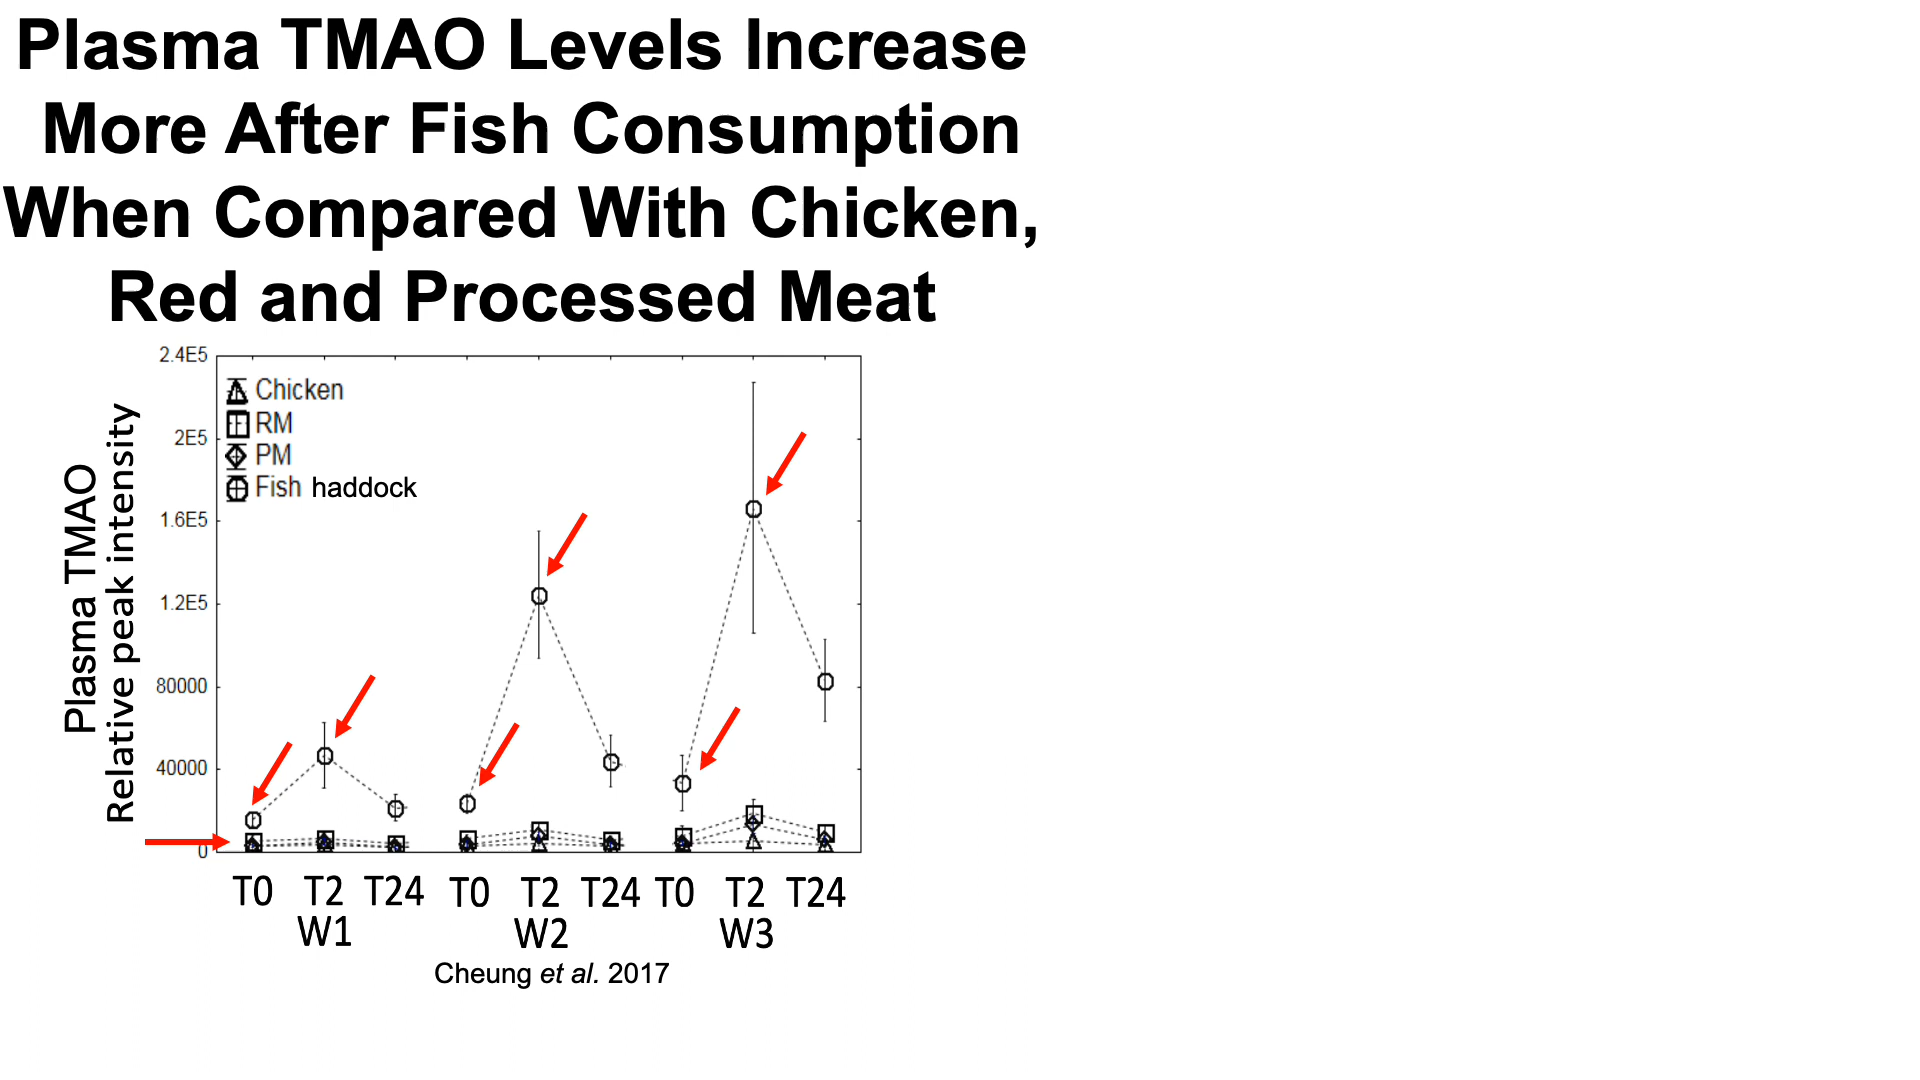 Plasma TMAO Levels Increase
More After Fish Consumption
When Compared With Chicken,
Red and Processed Meat
Plasma TMAO
Relative peak intensity
2.4E5
2E5
1.6E5
1.2E5
80000
40000
0
Chicken
RM
PM
Fish haddock
T0 T2 T24 T0 T2 T24 T0 T2 T24
W1 W2 W3
Cheung et al. 2017